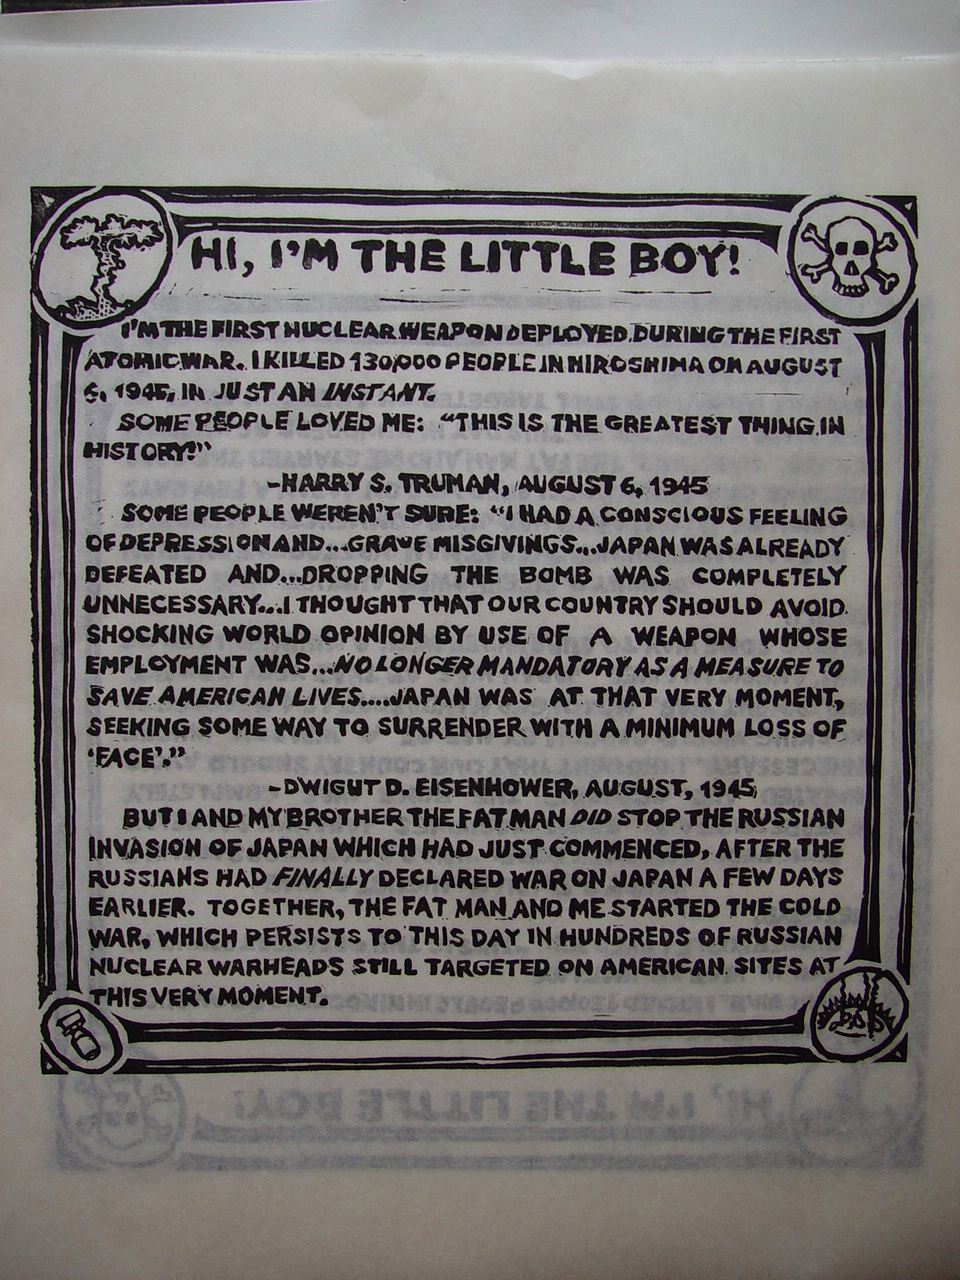 HI, I'M THE LITTLE BOY!
I'M THE FIRST NUCLEAR WEAPON DEPLOYED DURING THE FIRST
ATOMIC WAR. I KILLED 130,000 PEOPLE IN HIROSHIMA ON AUGUST
6, 1945, IN JUST AN INSTANT.
SOME PEOPLE LOVED ME: "THIS IS THE GREATEST THING IN
HISTORY!"
-HARRY S. TRUMAN, AUGUST 6, 1945
SOME PEOPLE WEREN'T SURE: "I HAD A CONSCIOUS FEELING
OF DEPRESSION AND...GRAVE MISGIVINGS...JAPAN WAS ALREADY
DEFEATED AND...DROPPING THE BOMB WAS COMPLETELY
UNNECESSARY...I THOUGHT THAT OUR COUNTRY SHOULD AVOID
SHOCKING WORLD OPINION BY USE OF A WEAPON WHOSE
EMPLOYMENT WAS...NO LONGER MANDATORY AS A MEASURE TO
SAVE AMERICAN LIVES....JAPAN WAS AT THAT VERY MOMENT,
SEEKING SOME WAY TO SURRENDER WITH A MINIMUM LOSS OF
'FACE'."
-DWIGUT D. EISENHOWER, AUGUST, 1945
BUT I AND MY BROTHER THE FAT MAN DID STOP THE RUSSIAN
INVASION OF JAPAN WHICH HAD JUST COMMENCED, AFTER THE
RUSSIANS HAD FINALLY DECLARED WAR ON JAPAN A FEW DAYS
EARLIER. TOGETHER, THE FAT MAN AND ME STARTED THE COLD
WAR, WHICH PERSISTS TO THIS DAY IN HUNDREDS OF RUSSIAN
NUCLEAR WARHEADS STILL TARGETED ON AMERICAN SITES AT
THIS VERY MOMENT.
HI, I'M THE LITTLE BOY!